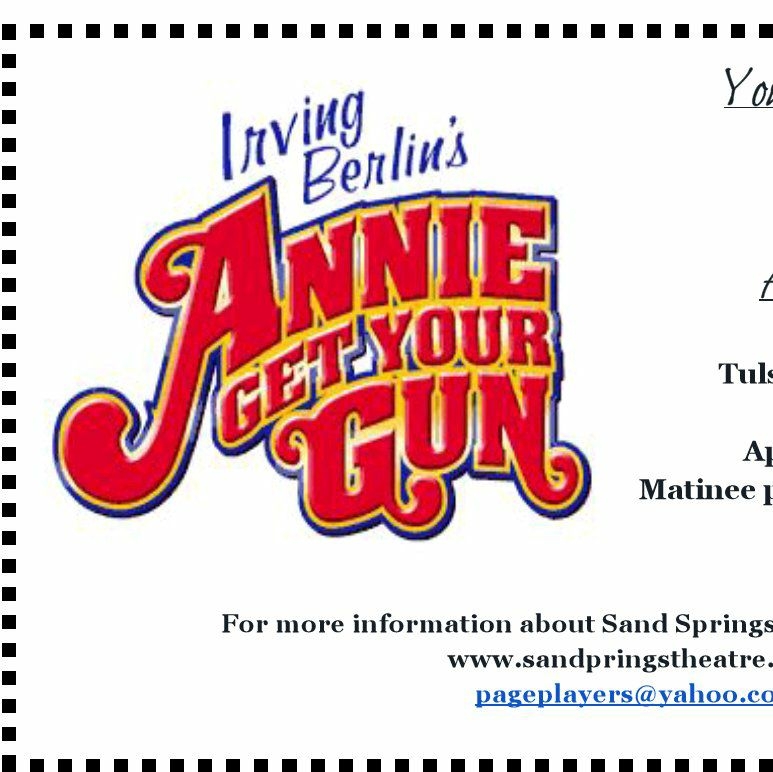 You
Irving
Berlin's
ANNIE
GET YOUR
GUN
Tuls
Ap
Matinee p
For more information about Sand Springs
www.sandpringstheatre.
pageplayers@yahoo.co